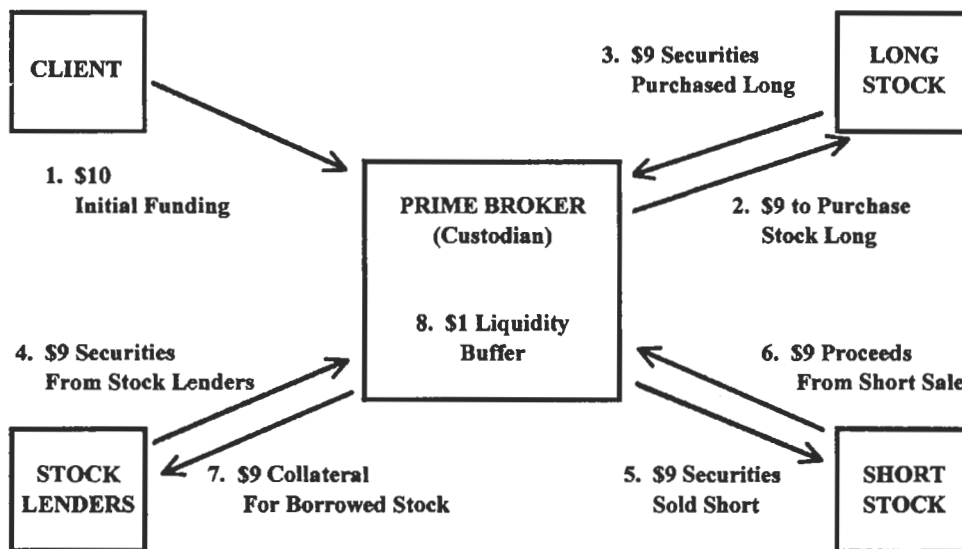 CLIENT
1. $10
Initial Funding
3. $9 Securities
Purchased Long
LONG
STOCK
PRIME BROKER
(Custodian)
2. $9 to Purchase
Stock Long
8. $1 Liquidity
Buffer
4. $9 Securities
From Stock Lenders
6. $9 Proceeds
From Short Sale
STOCK
LENDERS
7. $9 Collateral
For Borrowed Stock
5. $9 Securities
Sold Short
SHORT
STOCK